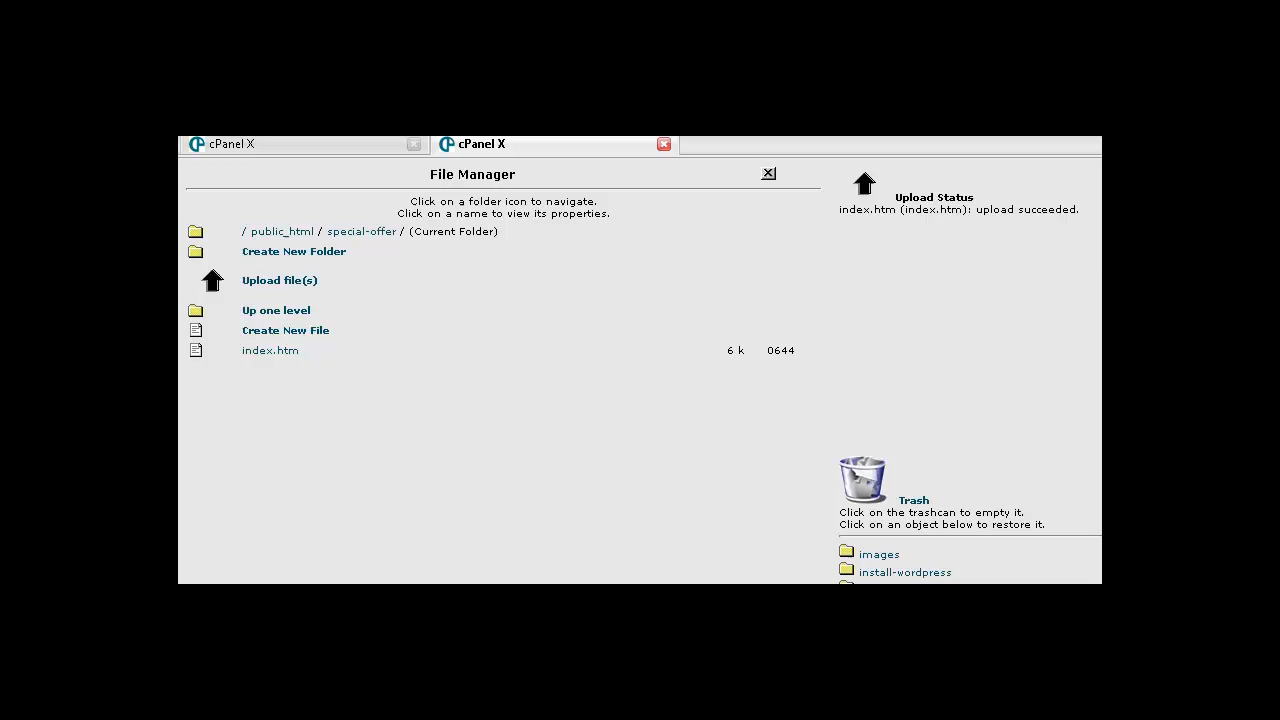 cPanel X
cPanel X
File Manager
Click on a folder icon to navigate.
Click on a name to view its properties.
/ public_html / special-offer / (Current Folder)
Create New Folder
Upload file(s)
Up one level
Create New File
index.htm 6 k 0644
Upload Status
index.htm (index.htm): upload succeeded.
Trash
Click on the trashcan to empty it.
Click on an object below to restore it.
images
install-wordpress